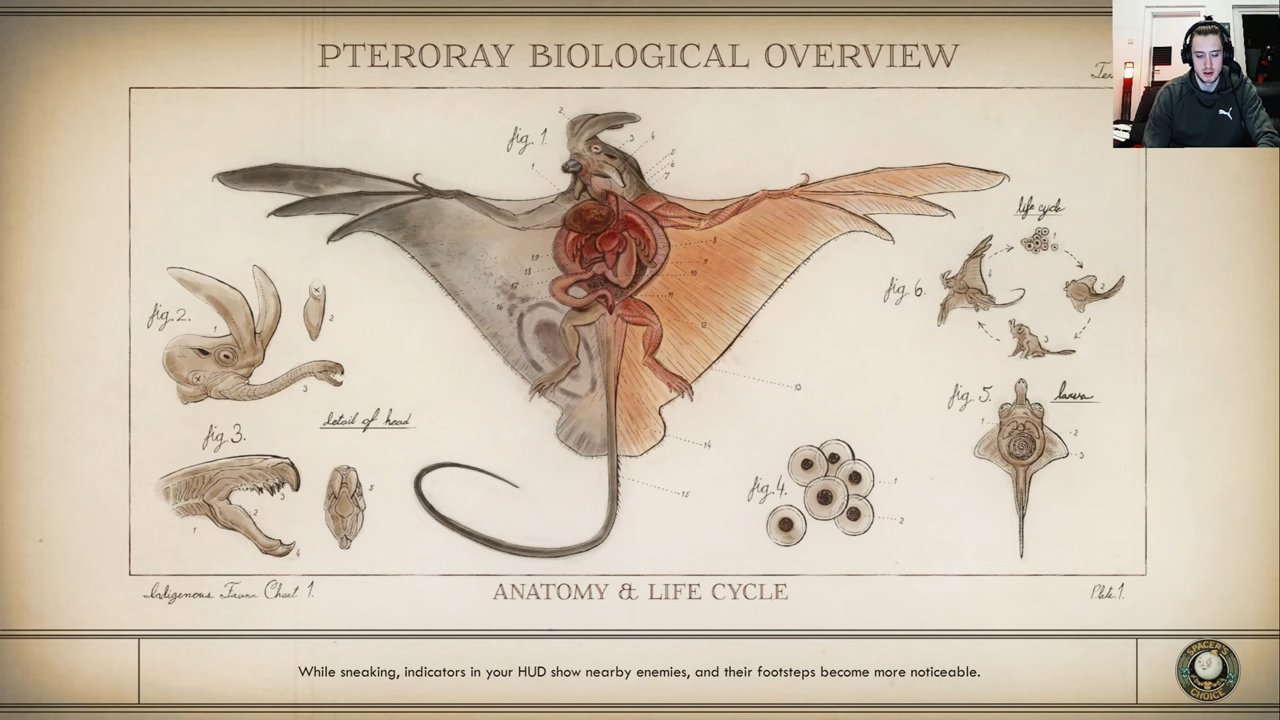 PTERORAY BIOLOGICAL OVERVIEW
fig. 1.
life cycle
fig. 2.
fig. 6.
detail of head
fig. 3.
fig. 5.
larva
fig. 4.
Indigenous Fauna Chart 1.
ANATOMY & LIFE CYCLE
Plate 1.
While sneaking, indicators in your HUD show nearby enemies, and their footsteps become more noticeable.
SPACER'S
CHOICE